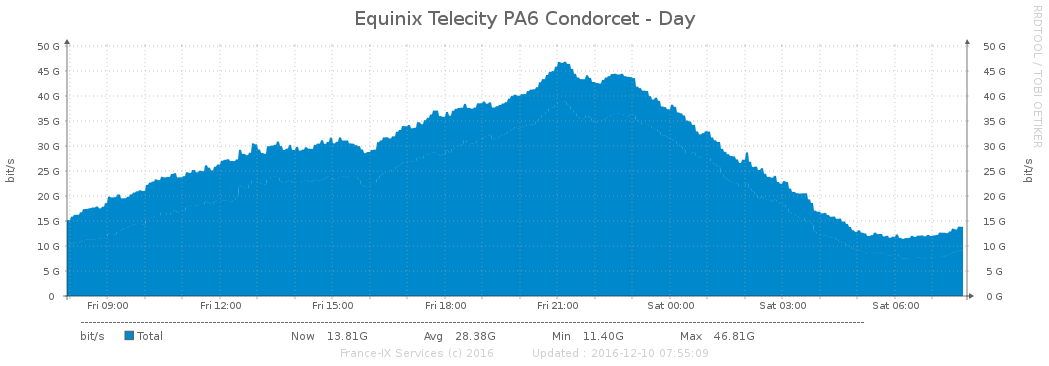 Equinix Telecity PA6 Condorcet - Day
RRDTOOL / TOBI OETIKER
50 G 50 G
45 G 45 G
40 G 40 G
35 G 35 G
30 G 30 G
25 G 25 G
20 G 20 G
15 G 15 G
10 G 10 G
5 G 5 G
0 0 G
bit/s bit/s
Fri 09:00 Fri 12:00 Fri 15:00 Fri 18:00 Fri 21:00 Sat 00:00 Sat 03:00 Sat 06:00
bit/s Total Now 13.81G Avg 28.38G Min 11.40G Max 46.81G
France-IX Services (c) 2016 Updated : 2016-12-10 07:55:09